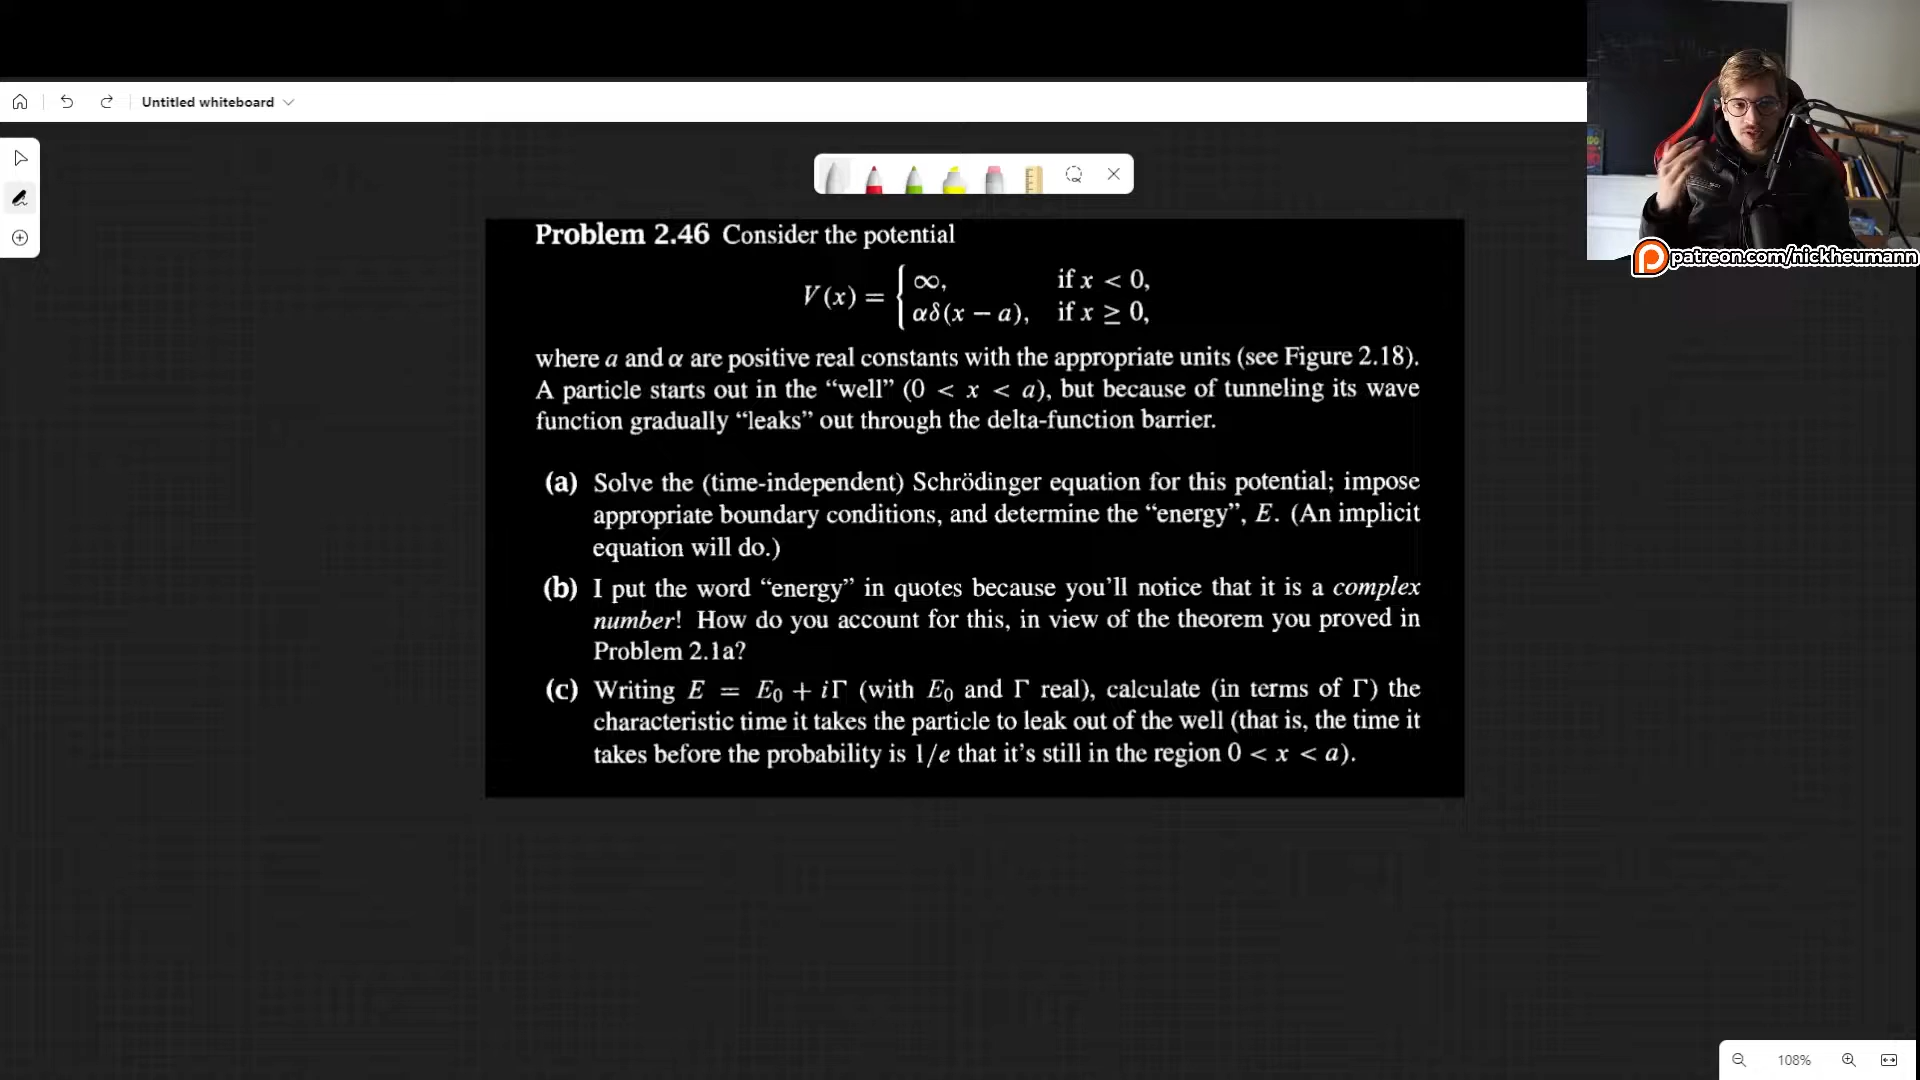 Untitled whiteboard
patreon.com/nickheumann
Problem 2.46 Consider the potential
V(x) = { ∞, if x < 0,
αδ(x − a), if x ≥ 0,
where a and α are positive real constants with the appropriate units (see Figure 2.18).
A particle starts out in the “well” (0 < x < a), but because of tunneling its wave
function gradually “leaks” out through the delta-function barrier.
(a) Solve the (time-independent) Schrödinger equation for this potential; impose
appropriate boundary conditions, and determine the “energy”, E. (An implicit
equation will do.)
(b) I put the word “energy” in quotes because you’ll notice that it is a complex
number! How do you account for this, in view of the theorem you proved in
Problem 2.1a?
(c) Writing E = E₀ + iΓ (with E₀ and Γ real), calculate (in terms of Γ) the
characteristic time it takes the particle to leak out of the well (that is, the time it
takes before the probability is 1/e that it’s still in the region 0 < x < a).
108%